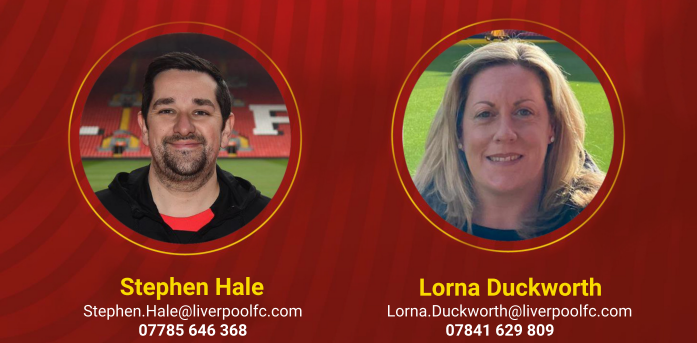 Stephen Hale
Stephen.Hale@liverpoolfc.com
07785 646 368
Lorna Duckworth
Lorna.Duckworth@liverpoolfc.com
07841 629 809